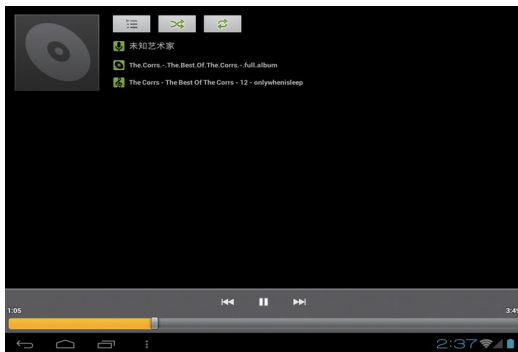 未知艺术家
The.Corrs.-.The.Best.Of.The.Corrs.-.full.album
The Corrs - The Best Of The Corrs - 12 - onlywhenisleep
1:05
3:49
2:37